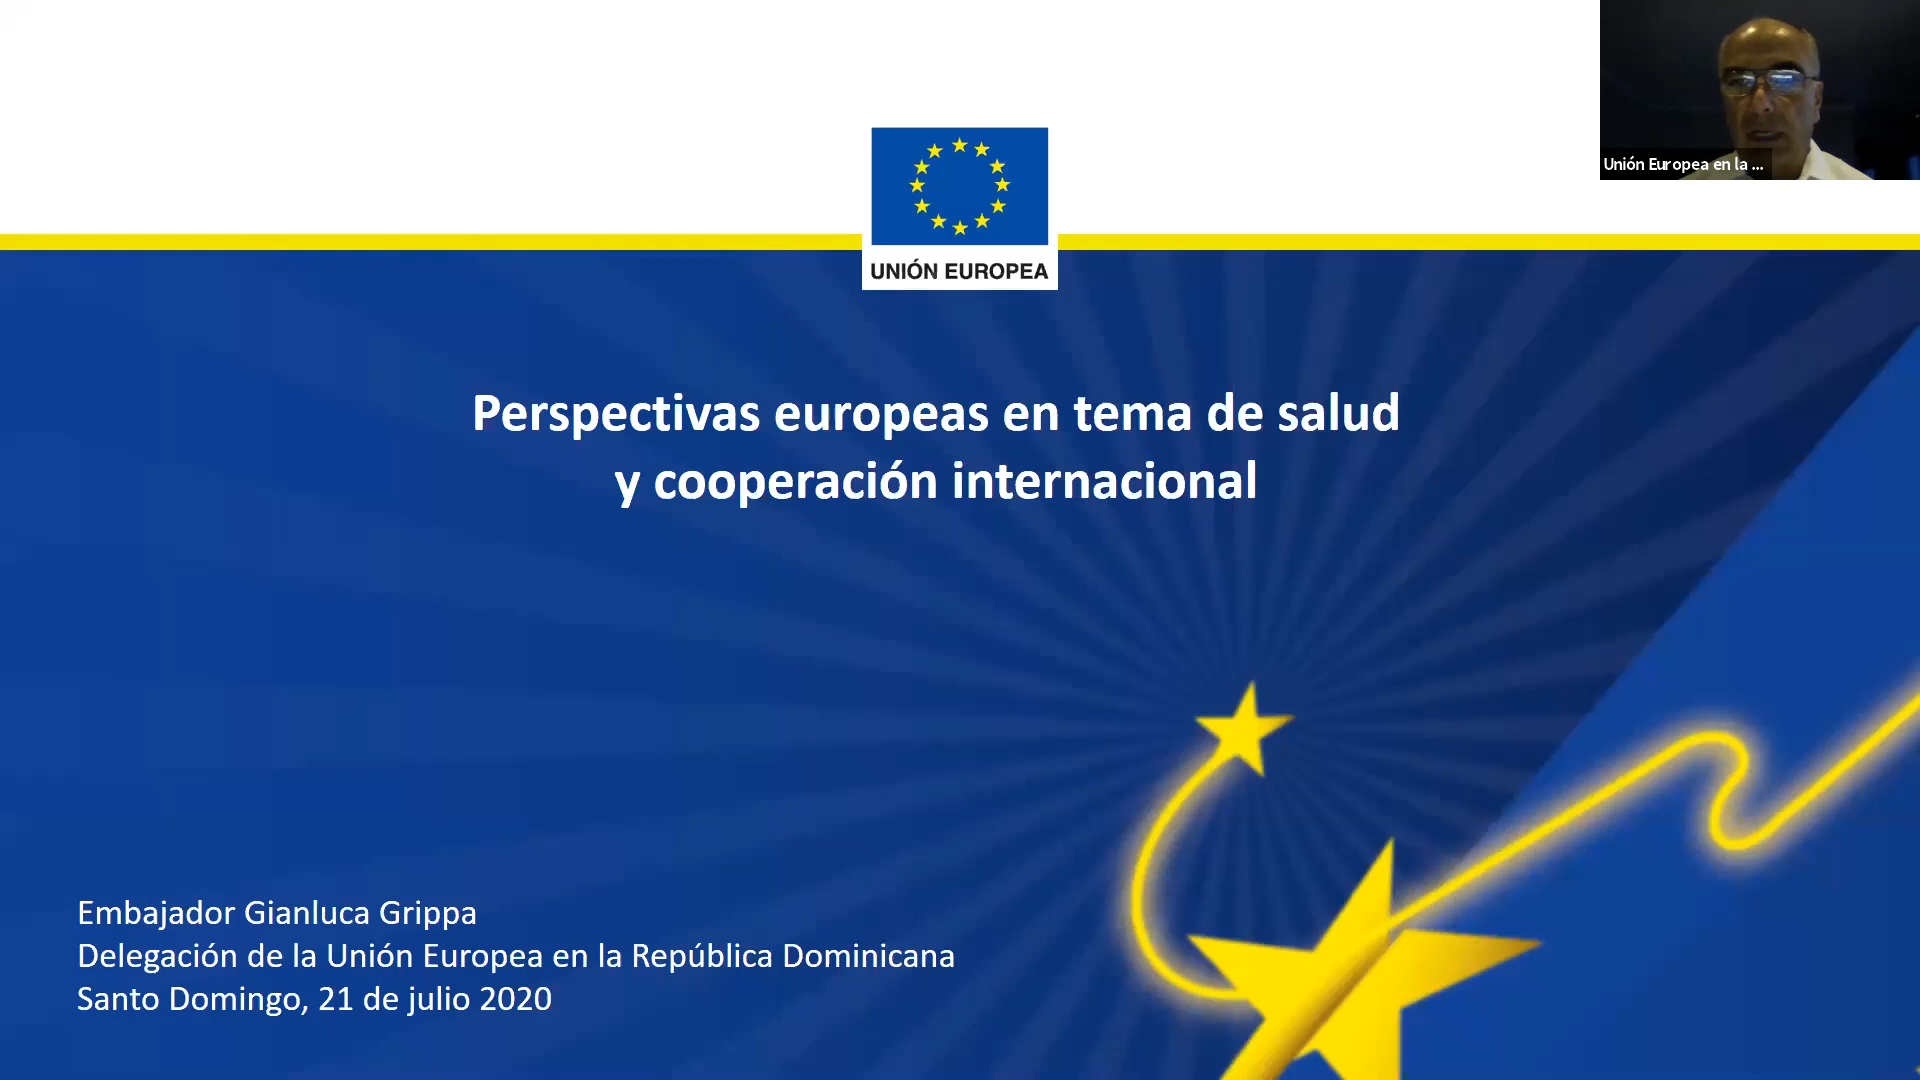 Unión Europea en la ...
UNIÓN EUROPEA
Perspectivas europeas en tema de salud
y cooperación internacional
Embajador Gianluca Grippa
Delegación de la Unión Europea en la República Dominicana
Santo Domingo, 21 de julio 2020